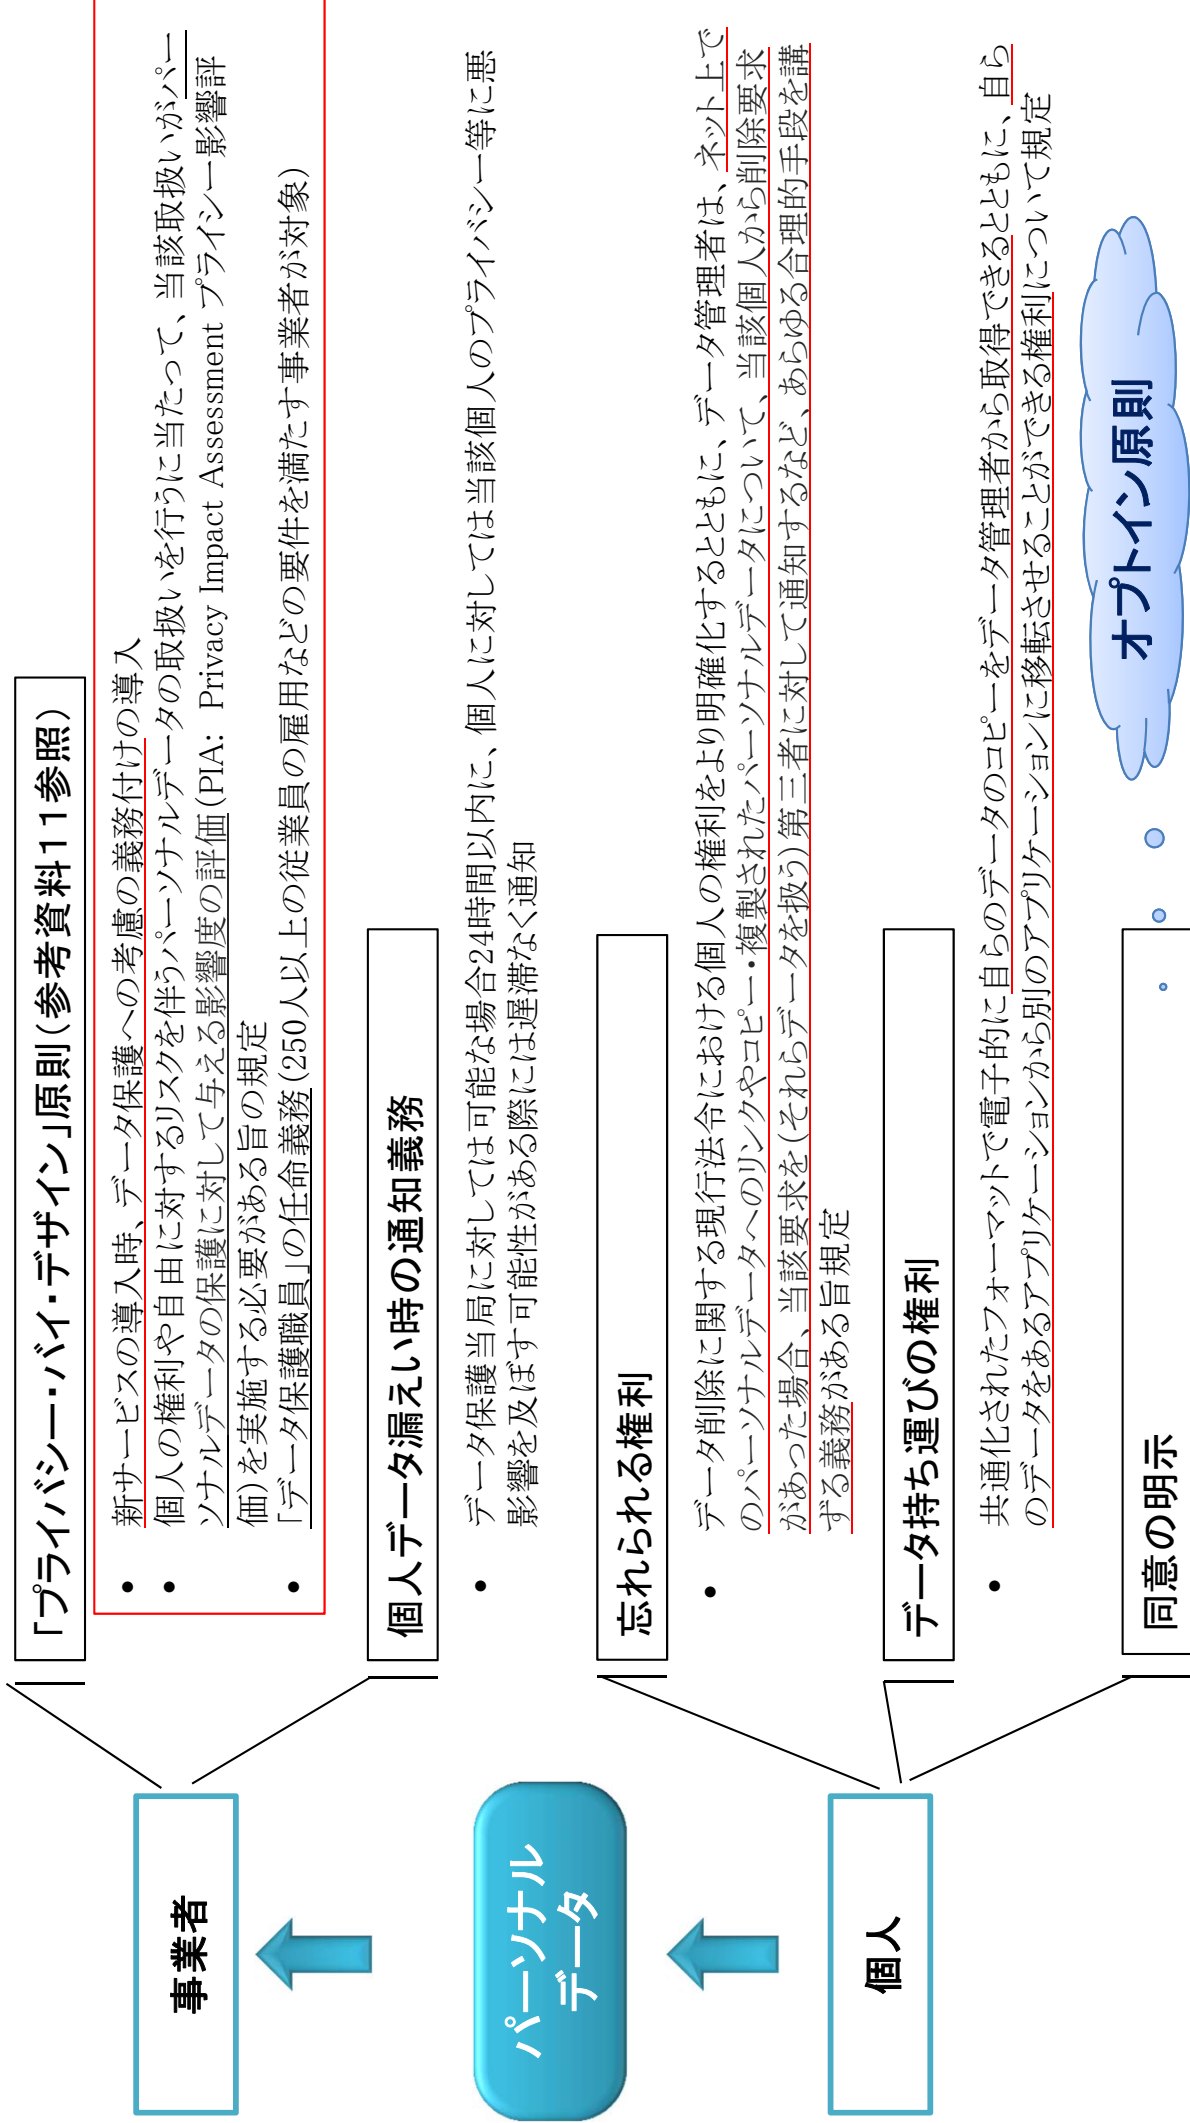 「プライバシー・バイ・デザイン」原則(参考資料11参照)
• 新サービスの導入時、データ保護への考慮の義務付けの導入
• 個人の権利や自由に対するリスクを伴うパーソナルデータの取扱いを行うに当たって、当該取扱いがパー
ソナルデータの保護に対して与える影響度の評価(PIA: Privacy Impact Assessment プライシー影響評
価)を実施する必要がある旨の規定
• 「データ保護職員」の任命義務(250人以上の従業員の雇用などの要件を満たす事業者が対象)
事業者
個人データ漏えい時の通知義務
• データ保護当局に対しては可能な場合24時間以内に、個人に対しては当該個人のプライバシー等に悪
影響を及ぼす可能性がある際には遅滞なく通知
パーソナル
データ
忘れられる権利
• データ削除に関する現行法令における個人の権利をより明確化するとともに、データ管理者は、ネット上で
のパーソナルデータへのリンクやコピー・複製されたパーソナルデータについて、当該個人から削除要求
があった場合、当該要求を(それらデータを扱う)第三者に対して通知するなど、あらゆる合理的手段を講
ずる義務がある旨規定
個人
データ持ち運びの権利
• 共通化されたフォーマットで電子的に自らのデータのコピーをデータ管理者から取得できるとともに、自ら
のデータをあるアプリケーションから別のアプリケーションに移転させることができる権利について規定
同意の明示
オプトイン原則